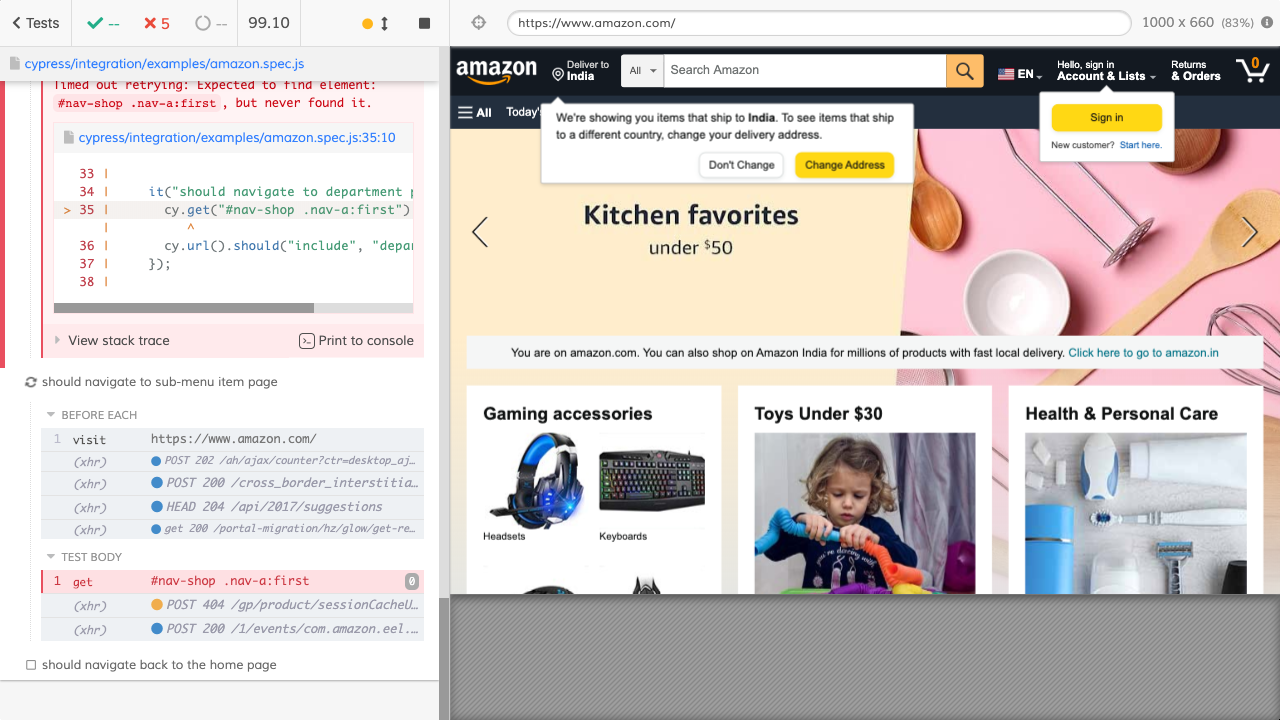 Tests
--
5
--
99.10
https://www.amazon.com/
1000 x 660 (83%)
cypress/integration/examples/amazon.spec.js
Timed out retrying: Expected to find element:
#nav-shop .nav-a:first, but never found it.
cypress/integration/examples/amazon.spec.js:35:10
33 |
34 | it("should navigate to department p
> 35 | cy.get("#nav-shop .nav-a:first")
| ^
36 | cy.url().should("include", "depar
37 | });
38 |
View stack trace
Print to console
should navigate to sub-menu item page
BEFORE EACH
1 visit https://www.amazon.com/
(xhr) POST 202 /ah/ajax/counter?ctr=desktop_aj…
(xhr) POST 200 /cross_border_interstitia…
(xhr) HEAD 204 /api/2017/suggestions
(xhr) get 200 /portal-migration/hz/glow/get-re…
TEST BODY
1 get #nav-shop .nav-a:first 0
(xhr) POST 404 /gp/product/sessionCacheU…
(xhr) POST 200 /1/events/com.amazon.eel.…
should navigate back to the home page
amazon
Deliver to
India
All
Search Amazon
EN
Hello, sign in
Account & Lists
Returns
& Orders
0
All
Today'
We're showing you items that ship to India. To see items that ship
to a different country, change your delivery address.
Don't Change
Change Address
Sign in
New customer? Start here.
Kitchen favorites
under $50
You are on amazon.com. You can also shop on Amazon India for millions of products with fast local delivery. Click here to go to amazon.in
Gaming accessories
Headsets
Keyboards
Toys Under $30
Health & Personal Care